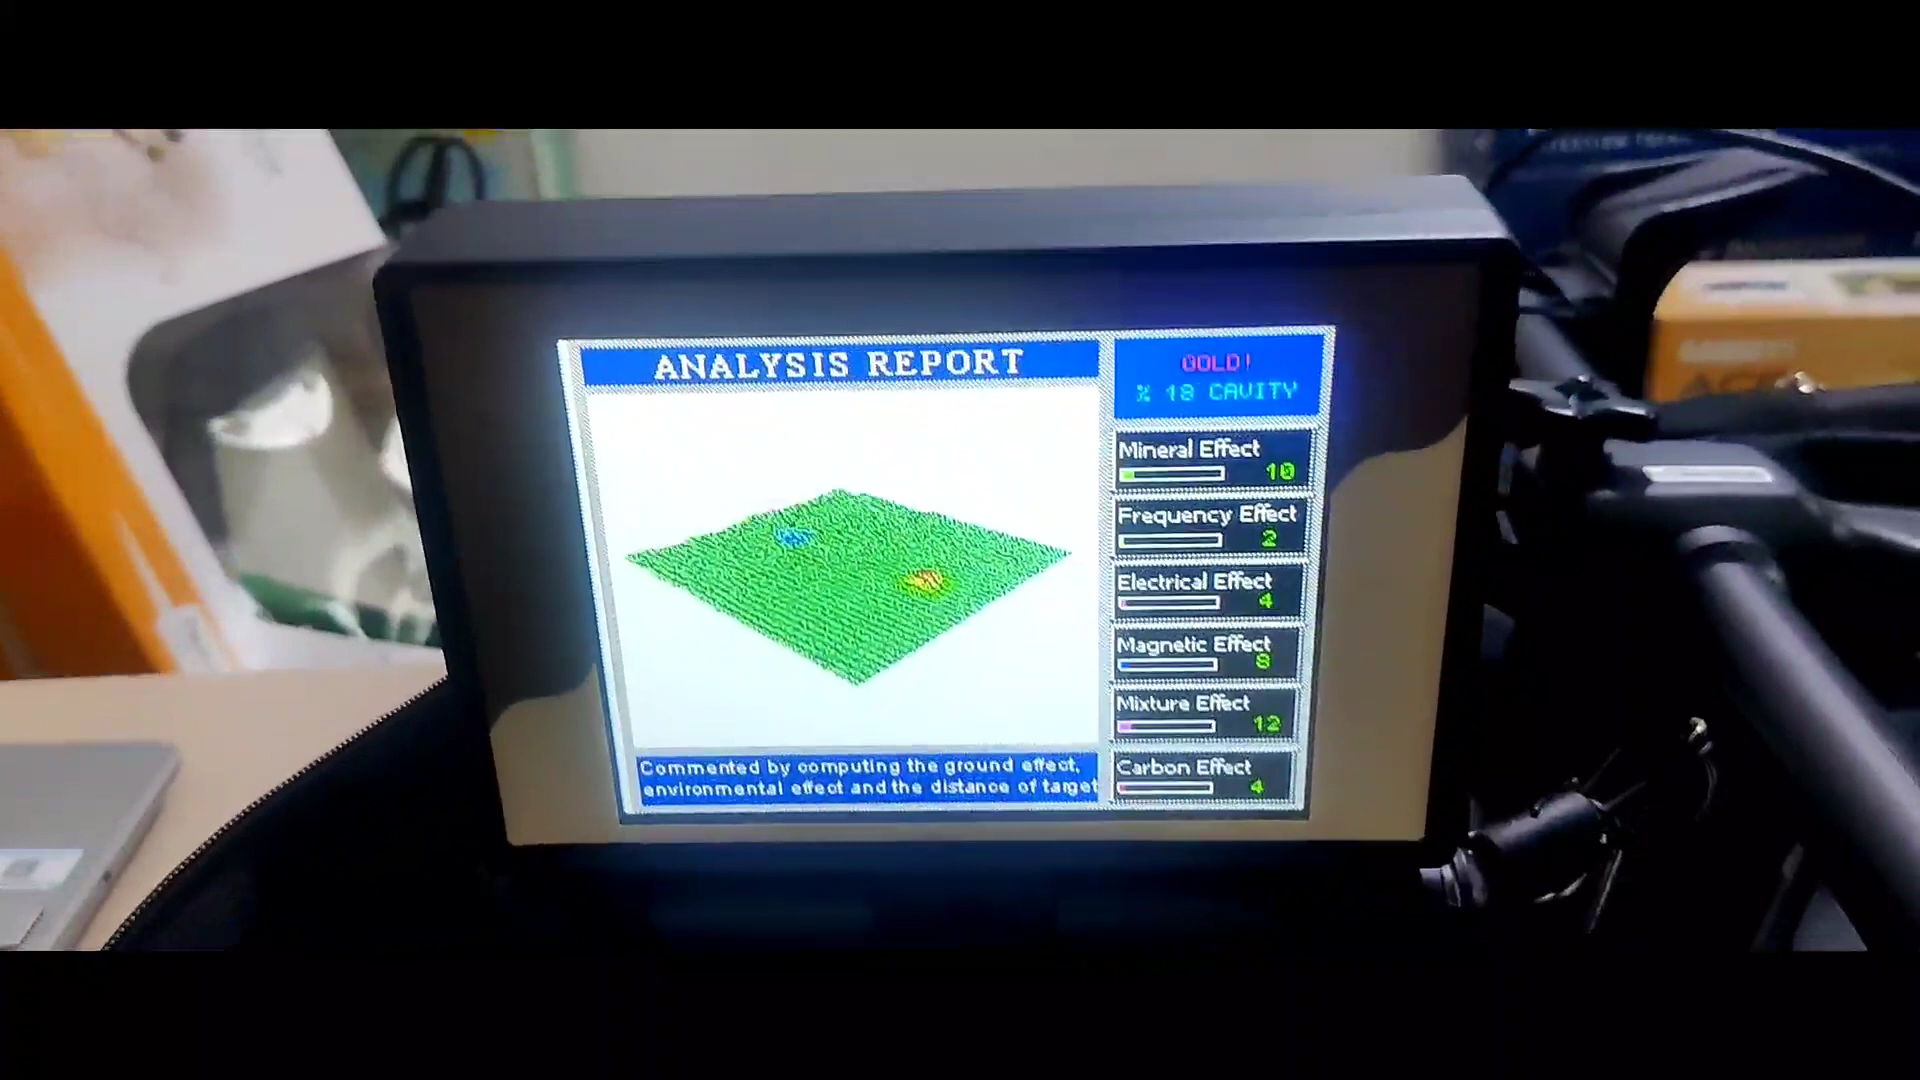 ANALYSIS REPORT
GOLD!
% 18 CAVITY
Mineral Effect
10
Frequency Effect
2
Electrical Effect
4
Magnetic Effect
8
Mixture Effect
12
Carbon Effect
4
Commented by computing the ground effect,
environmental effect and the distance of target